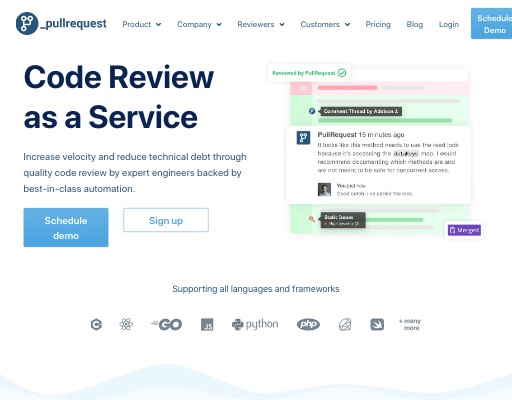 _pullrequest
Product
Company
Reviewers
Customers
Pricing
Blog
Login
Schedule
Demo
Code Review
as a Service
Increase velocity and reduce technical debt through
quality code review by expert engineers backed by
best-in-class automation.
Schedule
demo
Sign up
Reviewed by PullRequest
Comment Thread by Addison J.
PullRequest 15 minutes ago
It looks like this method needs to use the read lock
because it's accessing the dataKeys map. I would
recommend documenting which methods are and
are not meant to be safe for concurrent access.
You just now
Good catch! I've added the lock.
Static Issues
Merged
Supporting all languages and frameworks
GO
JS
python
php
+ many
more